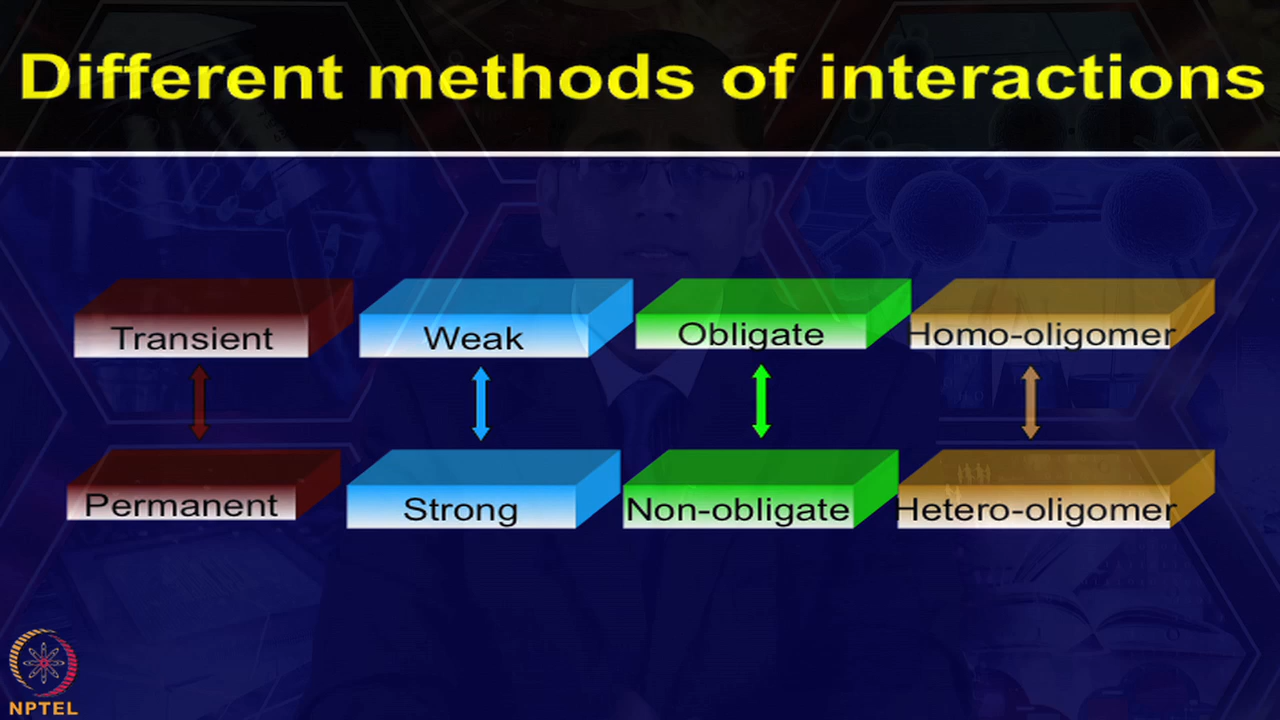 Different methods of interactions
Transient
Weak
Obligate
Homo-oligomer
Permanent
Strong
Non-obligate
Hetero-oligomer
NPTEL